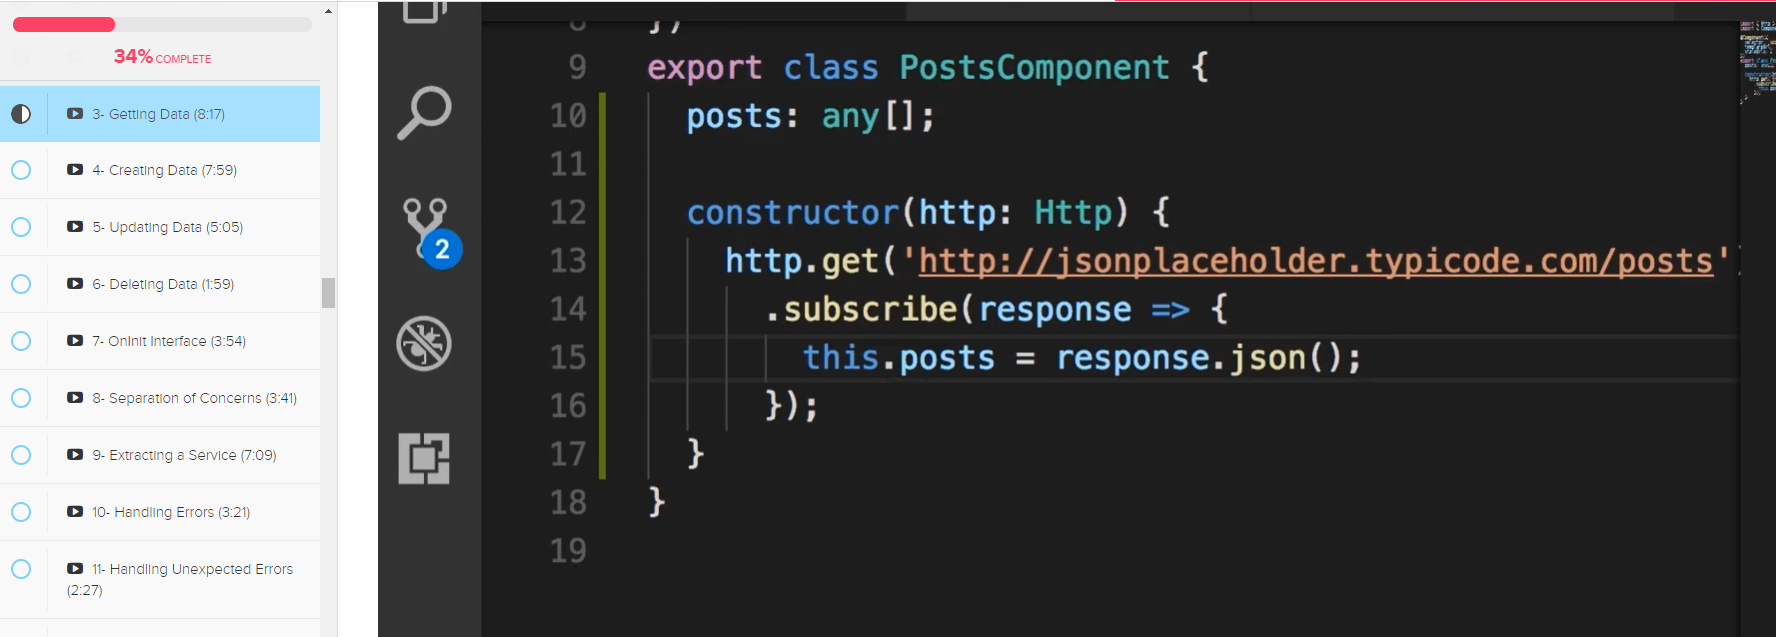 34% COMPLETE
3- Getting Data (8:17)
4- Creating Data (7:59)
5- Updating Data (5:05)
6- Deleting Data (1:59)
7- OnInit Interface (3:54)
8- Separation of Concerns (3:41)
9- Extracting a Service (7:09)
10- Handling Errors (3:21)
11- Handling Unexpected Errors
(2:27)
2
8 })
9 export class PostsComponent {
10 posts: any[];
11
12 constructor(http: Http) {
13 http.get('http://jsonplaceholder.typicode.com/posts')
14 .subscribe(response => {
15 this.posts = response.json();
16 });
17 }
18 }
19